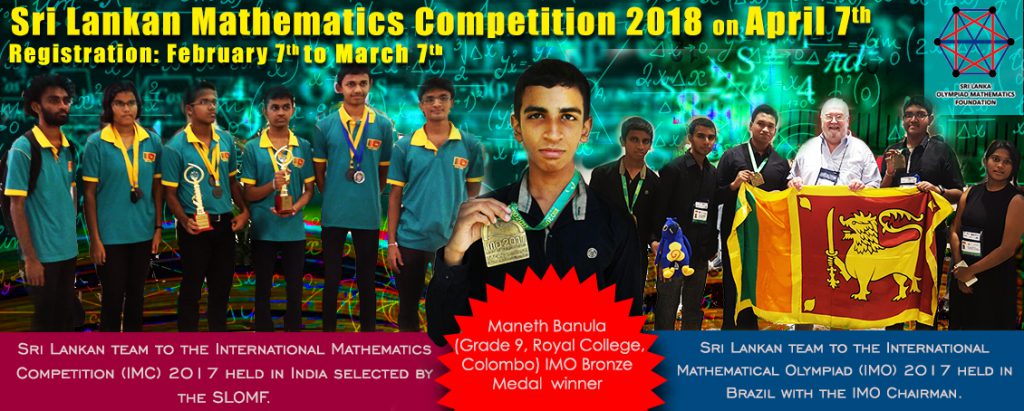 Sri Lankan Mathematics Competition 2018 on April 7th
Registration: February 7th to March 7th
SRI LANKA
OLYMPIAD MATHEMATICS
FOUNDATION
Maneth Banula
(Grade 9, Royal College,
Colombo) IMO Bronze
Medal winner
SRI LANKAN TEAM TO THE INTERNATIONAL MATHEMATICS
COMPETITION (IMC) 2017 HELD IN INDIA SELECTED BY
THE SLOMF.
SRI LANKAN TEAM TO THE INTERNATIONAL
MATHEMATICAL OLYMPIAD (IMO) 2017 HELD IN
BRAZIL WITH THE IMO CHAIRMAN.